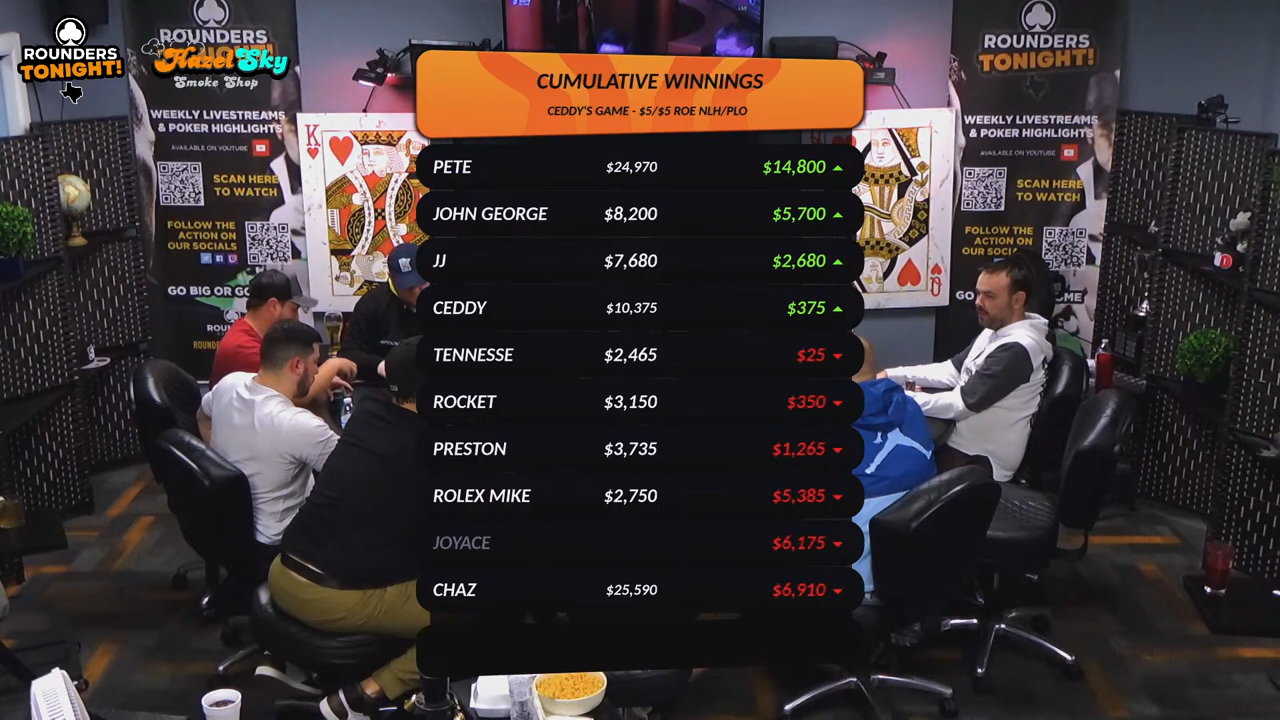 ROUNDERS
TONIGHT!
Hazel Sky
Smoke Shop
ROUNDERS
WEEKLY LIVESTREAMS
& POKER HIGHLIGHTS
AVAILABLE ON YOUTUBE
SCAN HERE
TO WATCH
FOLLOW THE
ACTION ON
OUR SOCIALS
GO BIG OR GO
K
CUMULATIVE WINNINGS
CEDDY'S GAME - $5/$5 ROE NLH/PLO
PETE $24,970 $14,800
JOHN GEORGE $8,200 $5,700
JJ $7,680 $2,680
CEDDY $10,375 $375
TENNESSE $2,465 $25
ROCKET $3,150 $350
PRESTON $3,735 $1,265
ROLEX MIKE $2,750 $5,385
JOYACE $6,175
CHAZ $25,590 $6,910
Q
ROUNDERS
TONIGHT!
WEEKLY LIVESTREAMS
& POKER HIGHLIGHTS
AVAILABLE ON YOUTUBE
SCAN HERE
TO WATCH
FOLLOW THE
ACTION ON